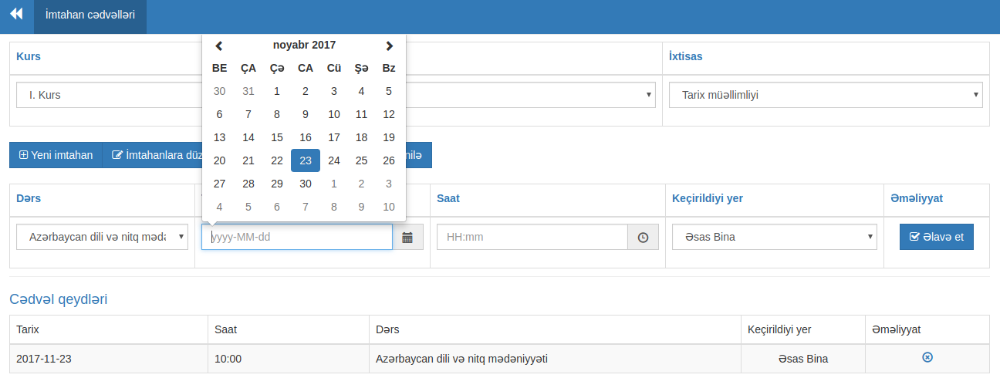 İmtahan cədvəlləri
Kurs
İxtisas
I. Kurs
Tarix müəllimliyi
noyabr 2017
BE ÇA Çə CA Cü Şə Bz
30 31 1 2 3 4 5
6 7 8 9 10 11 12
13 14 15 16 17 18 19
20 21 22 23 24 25 26
27 28 29 30 1 2 3
4 5 6 7 8 9 10
Yeni imtahan
İmtahanlara düz
Dərs
Saat
Keçirildiyi yer
Əməliyyat
Azərbaycan dili və nitq mədə
yyyy-MM-dd
HH:mm
Əsas Bina
Əlavə et
Cədvəl qeydləri
Tarix Saat Dərs Keçirildiyi yer Əməliyyat
2017-11-23 10:00 Azərbaycan dili və nitq mədəniyyəti Əsas Bina